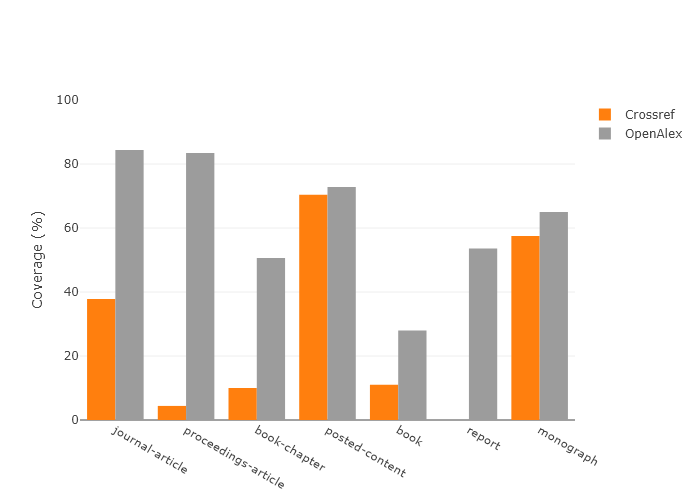 100
80
60
40
20
0
Coverage (%)
journal-article
proceedings-article
book-chapter
posted-content
book
report
monograph
Crossref
OpenAlex